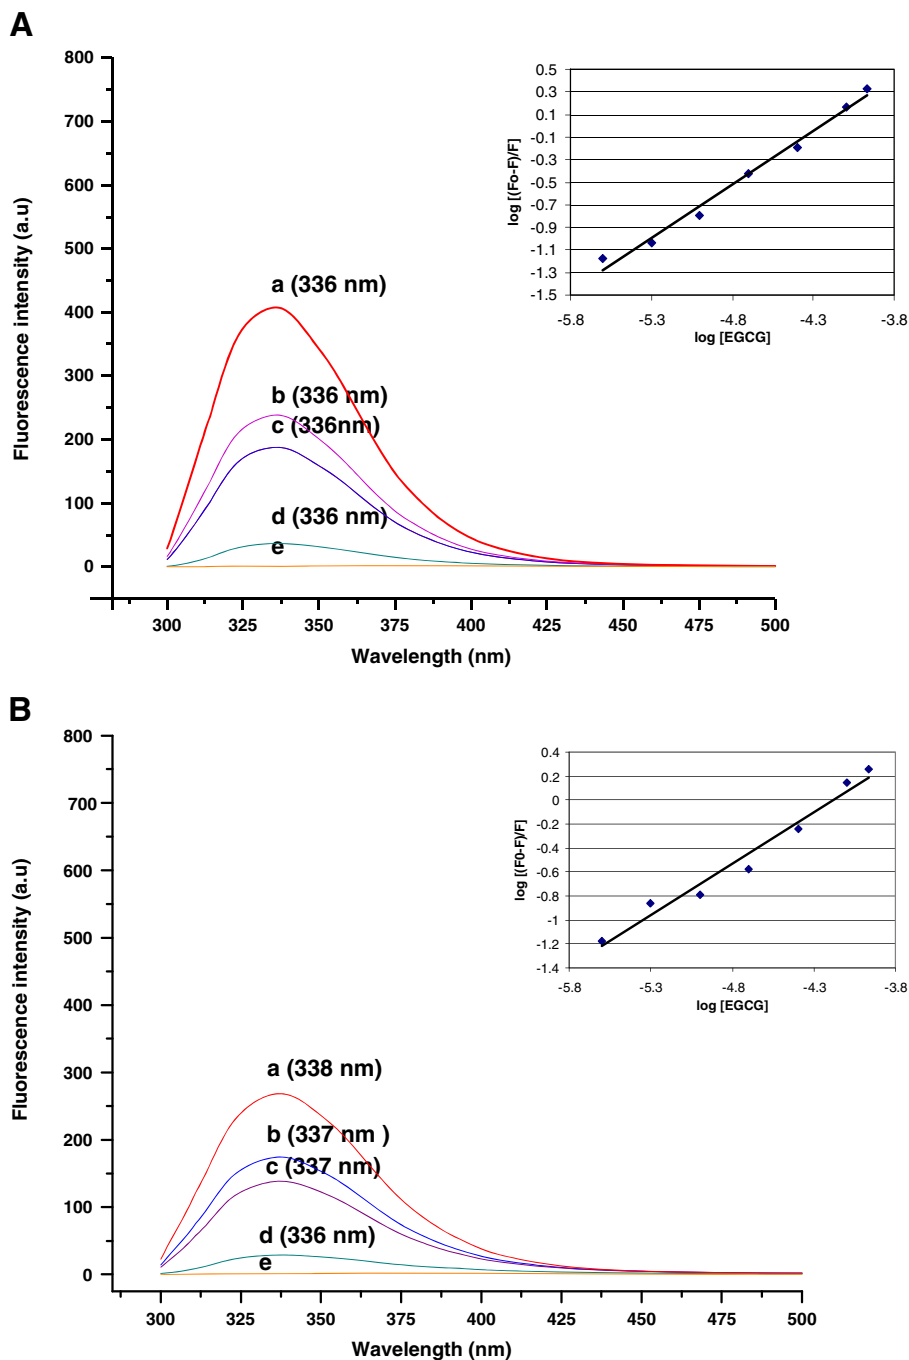 A
800
700
600
500
400
300
200
100
0
Fluorescence intensity (a.u)
300 325 350 375 400 425 450 475 500
Wavelength (nm)
a (336 nm)
b (336 nm)
c (336nm)
d (336 nm)
e
0.5
0.3
0.1
-0.1
-0.3
-0.5
-0.7
-0.9
-1.1
-1.3
-1.5
log [(Fo-F)/F]
-5.8 -5.3 -4.8 -4.3 -3.8
log [EGCG]
B
800
700
600
500
400
300
200
100
0
Fluorescence intensity (a.u)
300 325 350 375 400 425 450 475 500
Wavelength (nm)
a (338 nm)
b (337 nm )
c (337 nm)
d (336 nm)
e
0.4
0.2
0
-0.2
-0.4
-0.6
-0.8
-1
-1.2
-1.4
log [(F0-F)/F]
-5.8 -5.3 -4.8 -4.3 -3.8
log [EGCG]